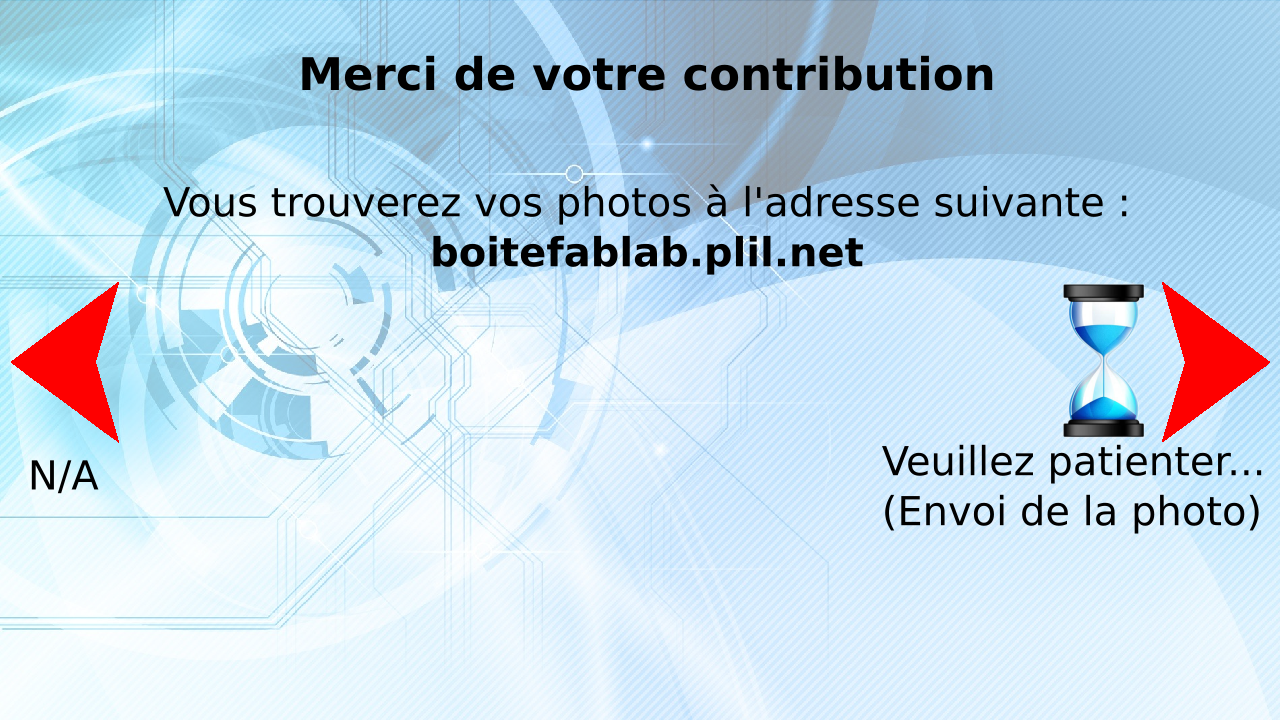 Merci de votre contribution
Vous trouverez vos photos à l'adresse suivante :
boitefablab.plil.net
N/A
Veuillez patienter...
(Envoi de la photo)